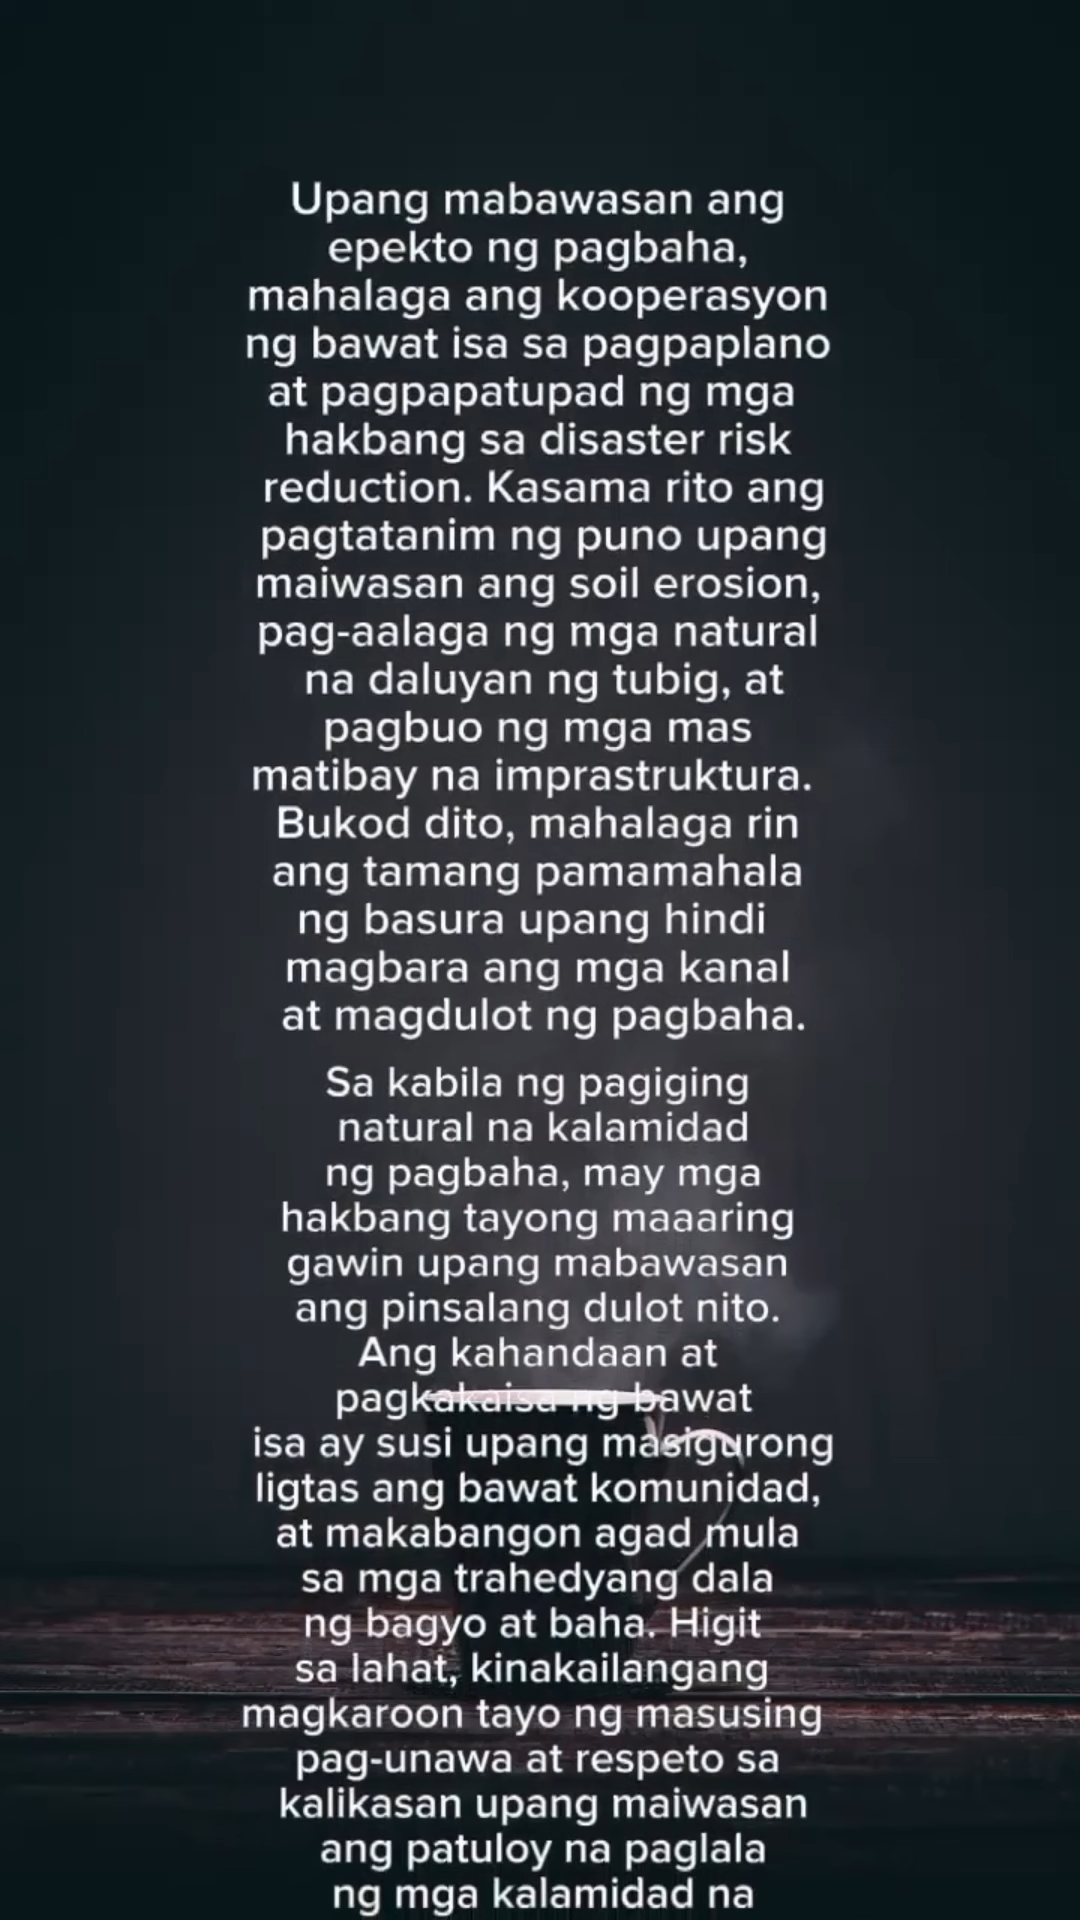 Upang mabawasan ang
epekto ng pagbaha,
mahalaga ang kooperasyon
ng bawat isa sa pagpaplano
at pagpapatupad ng mga
hakbang sa disaster risk
reduction. Kasama rito ang
pagtatanim ng puno upang
maiwasan ang soil erosion,
pag-aalaga ng mga natural
na daluyan ng tubig, at
pagbuo ng mga mas
matibay na imprastruktura.
Bukod dito, mahalaga rin
ang tamang pamamahala
ng basura upang hindi
magbara ang mga kanal
at magdulot ng pagbaha.
Sa kabila ng pagiging
natural na kalamidad
ng pagbaha, may mga
hakbang tayong maaaring
gawin upang mabawasan
ang pinsalang dulot nito.
Ang kahandaan at
pagkakaisa ng bawat
isa ay susi upang masigurong
ligtas ang bawat komunidad,
at makabangon agad mula
sa mga trahedyang dala
ng bagyo at baha. Higit
sa lahat, kinakailangang
magkaroon tayo ng masusing
pag-unawa at respeto sa
kalikasan upang maiwasan
ang patuloy na paglala
ng mga kalamidad na